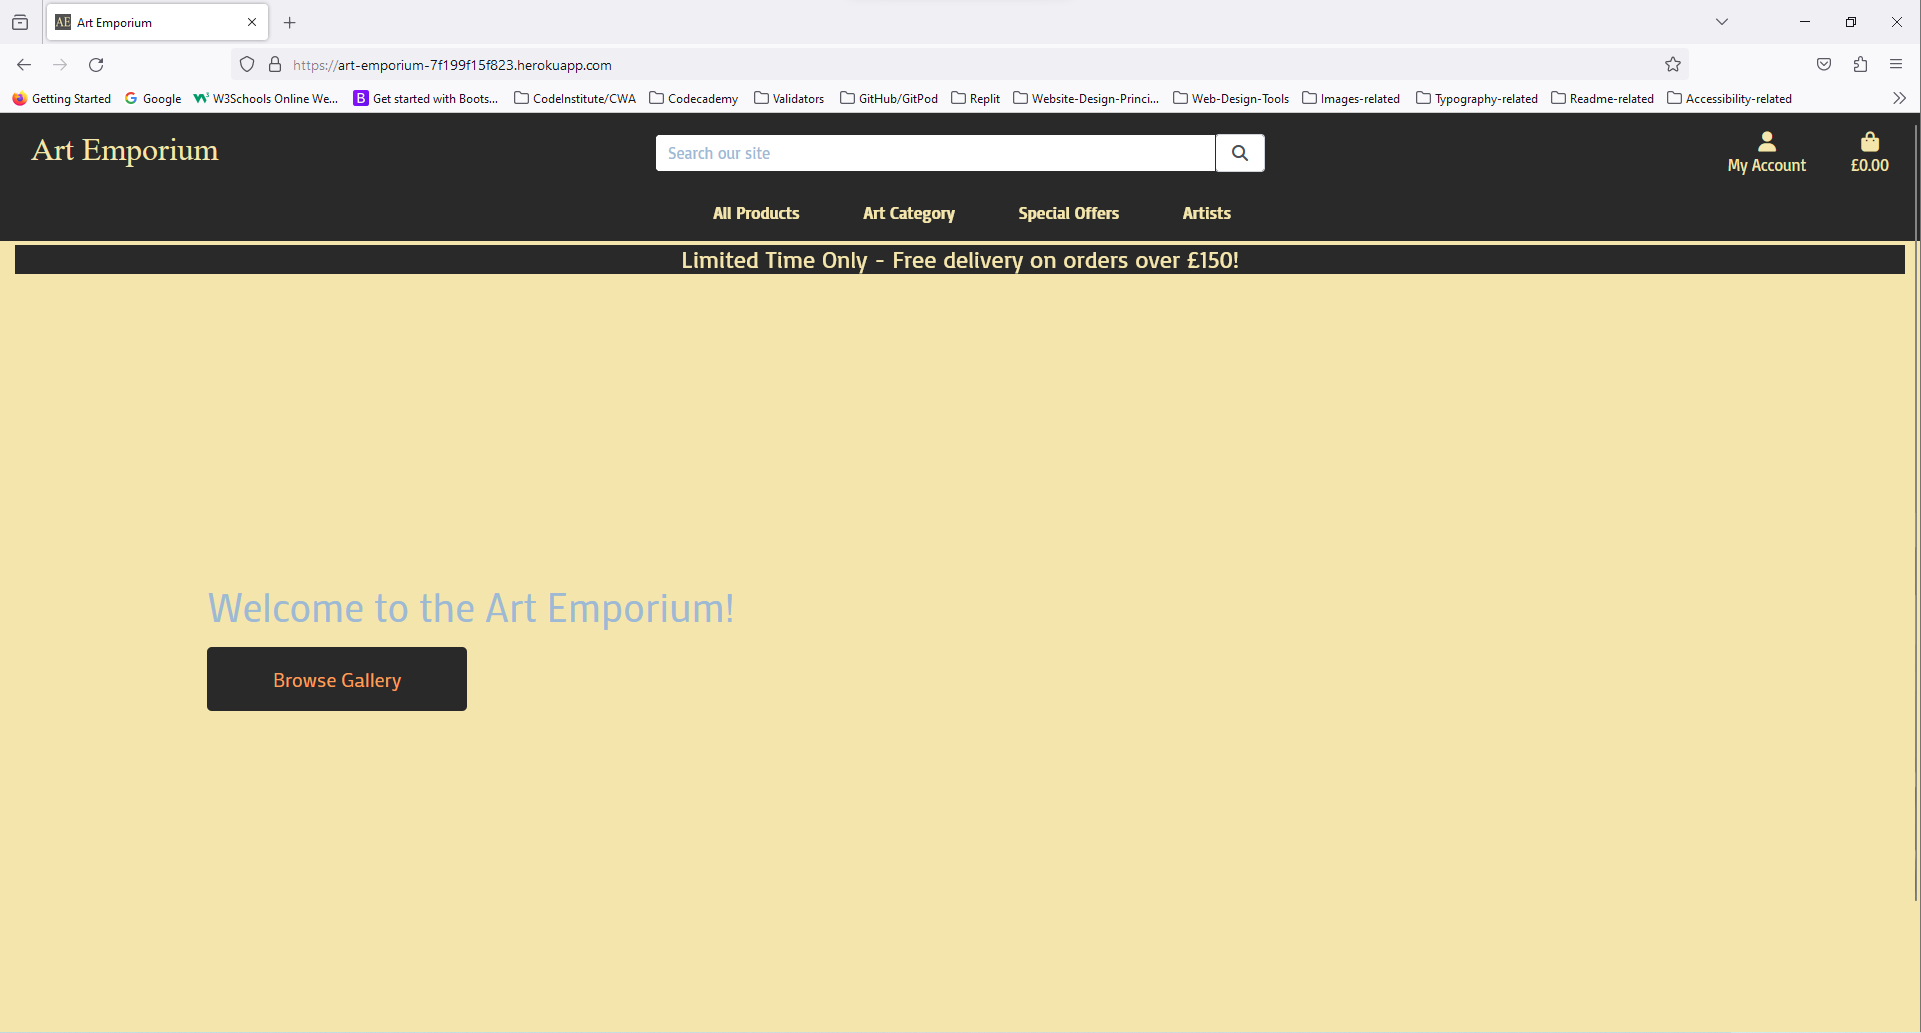 AE Art Emporium
https://art-emporium-7f199f15f823.herokuapp.com
Getting Started Google W3Schools Online We... B Get started with Boots... CodeInstitute/CWA Codecademy Validators GitHub/GitPod Replit Website-Design-Princi... Web-Design-Tools Images-related Typography-related Readme-related Accessibility-related
Art Emporium
Search our site
My Account
£0.00
All Products Art Category Special Offers Artists
Limited Time Only - Free delivery on orders over £150!
Welcome to the Art Emporium!
Browse Gallery